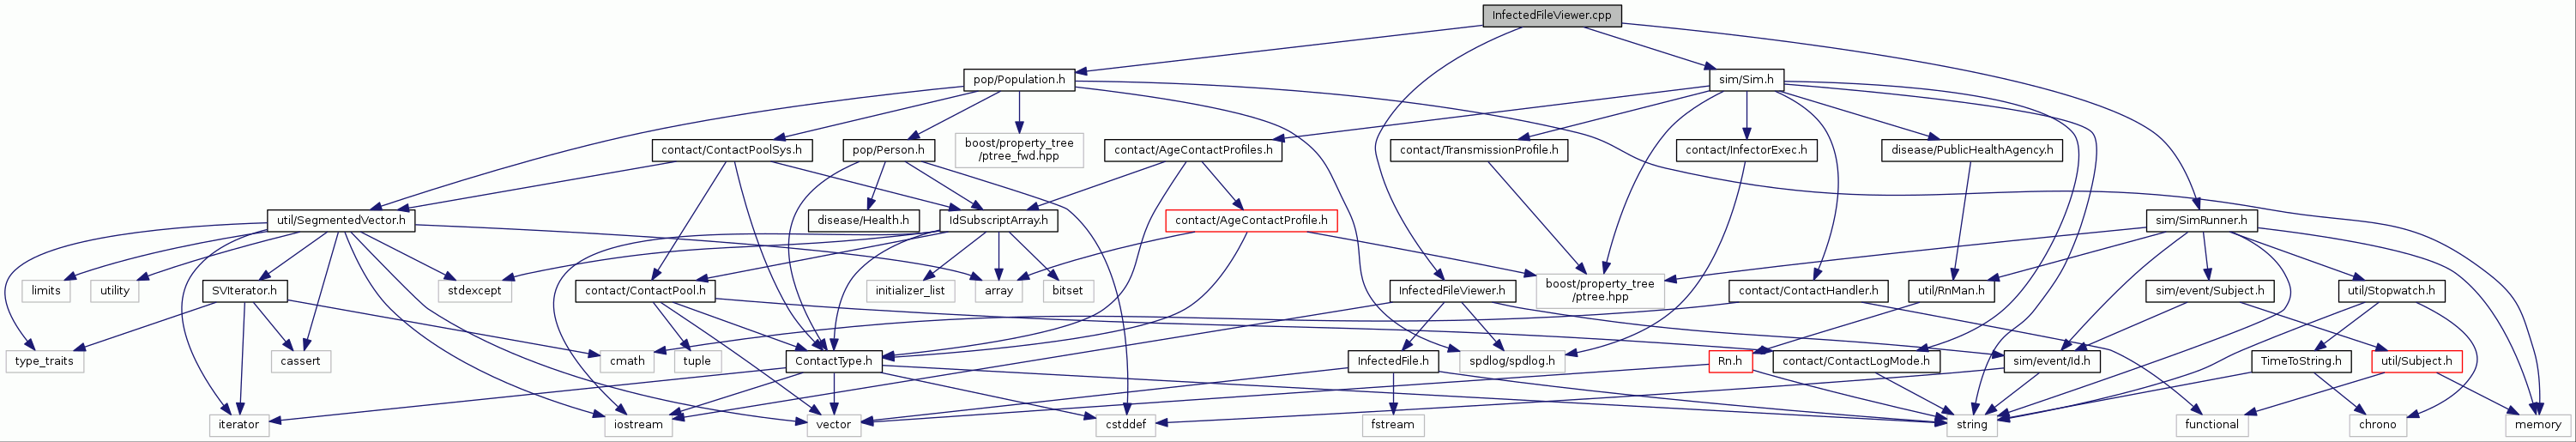 InfectedFileViewer.cpp
pop/Population.h
sim/Sim.h
contact/ContactPoolSys.h
pop/Person.h
boost/property_tree
/ptree_fwd.hpp
contact/AgeContactProfiles.h
contact/TransmissionProfile.h
contact/InfectorExec.h
disease/PublicHealthAgency.h
util/SegmentedVector.h
disease/Health.h
IdSubscriptArray.h
contact/AgeContactProfile.h
sim/SimRunner.h
limits
utility
SVIterator.h
stdexcept
contact/ContactPool.h
initializer_list
array
bitset
InfectedFileViewer.h
boost/property_tree
/ptree.hpp
contact/ContactHandler.h
util/RnMan.h
sim/event/Subject.h
util/Stopwatch.h
type_traits
cassert
cmath
tuple
ContactType.h
InfectedFile.h
spdlog/spdlog.h
Rn.h
contact/ContactLogMode.h
sim/event/Id.h
TimeToString.h
util/Subject.h
iterator
iostream
vector
cstddef
fstream
string
functional
chrono
memory